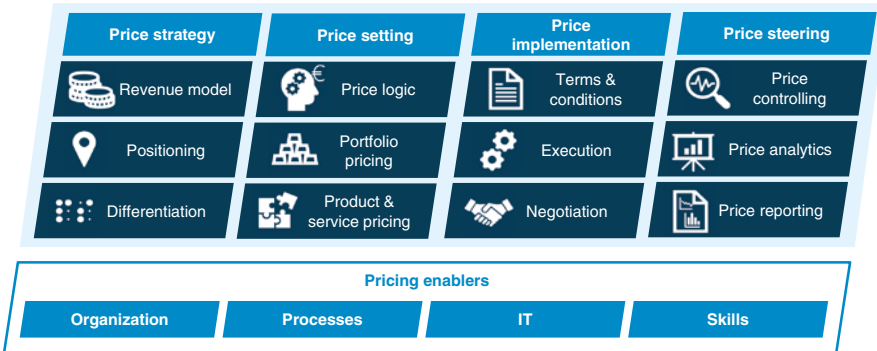 Price strategy
Price setting
Price
implementation
Price steering
Revenue model
€
Price logic
Terms &
conditions
Price
controlling
Positioning
Portfolio
pricing
Execution
Price analytics
Differentiation
Product &
service pricing
Negotiation
Price reporting
Pricing enablers
Organization
Processes
IT
Skills